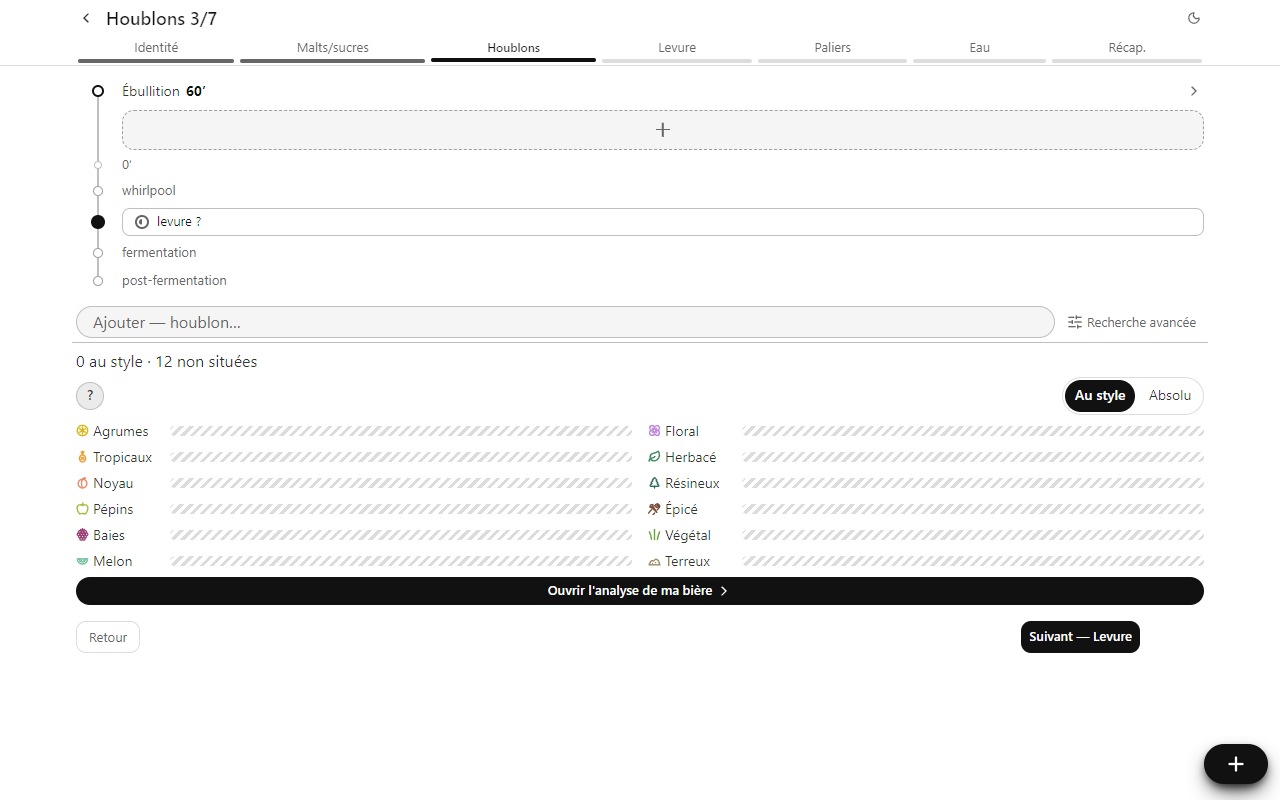 Houblons 3/7
Identité
Malts/sucres
Houblons
Levure
Paliers
Eau
Récap.
Ébullition 60′
0′
whirlpool
levure ?
fermentation
post-fermentation
Ajouter — houblon...
Recherche avancée
0 au style · 12 non situées
?
Au style
Absolu
Agrumes
Floral
Tropicaux
Herbacé
Noyau
Résineux
Pépins
Épicé
Baies
Végétal
Melon
Terreux
Ouvrir l'analyse de ma bière
Retour
Suivant — Levure